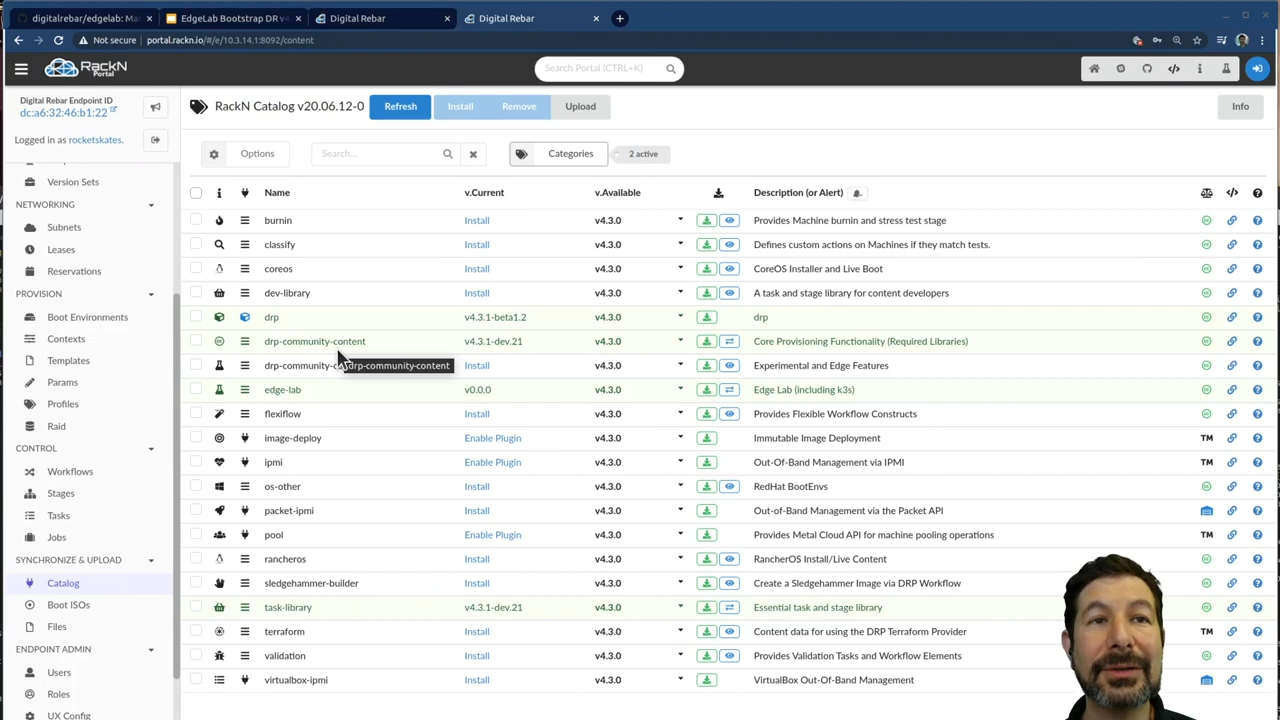 digitalrebar/edgelab: Ma
EdgeLab Bootstrap DR v4
Digital Rebar
Digital Rebar
Not secure
portal.rackn.io/#/e/10.3.14.1:8092/content
RackN Portal
Search Portal (CTRL+K)
Digital Rebar Endpoint ID
dc:a6:32:46:b1:22
Logged in as rocketskates.
Version Sets
NETWORKING
Subnets
Leases
Reservations
PROVISION
Boot Environments
Contexts
Templates
Params
Profiles
Raid
CONTROL
Workflows
Stages
Tasks
Jobs
SYNCHRONIZE & UPLOAD
Catalog
Boot ISOs
Files
ENDPOINT ADMIN
Users
Roles
UX Config
RackN Catalog v20.06.12-0
Refresh
Install
Remove
Upload
Info
Options
Search...
Categories
2 active
Name v.Current v.Available Description (or Alert)
burnin Install v4.3.0 Provides Machine burnin and stress test stage
classify Install v4.3.0 Defines custom actions on Machines if they match tests.
coreos Install v4.3.0 CoreOS Installer and Live Boot
dev-library Install v4.3.0 A task and stage library for content developers
drp v4.3.1-beta1.2 v4.3.0 drp
drp-community-content v4.3.1-dev.21 v4.3.0 Core Provisioning Functionality (Required Libraries)
drp-community-c drp-community-content Install v4.3.0 Experimental and Edge Features
edge-lab v0.0.0 v4.3.0 Edge Lab (including k3s)
flexiflow Install v4.3.0 Provides Flexible Workflow Constructs
image-deploy Enable Plugin v4.3.0 Immutable Image Deployment TM
ipmi Enable Plugin v4.3.0 Out-Of-Band Management via IPMI TM
os-other Install v4.3.0 RedHat BootEnvs
packet-ipmi Install v4.3.0 Out-of-Band Management via the Packet API
pool Enable Plugin v4.3.0 Provides Metal Cloud API for machine pooling operations TM
rancheros Install v4.3.0 RancherOS Install/Live Content
sledgehammer-builder Install v4.3.0 Create a Sledgehammer Image via DRP Workflow
task-library v4.3.1-dev.21 v4.3.0 Essential task and stage library
terraform Install v4.3.0 Content data for using the DRP Terraform Provider TM
validation Install v4.3.0 Provides Validation Tasks and Workflow Elements
virtualbox-ipmi Install v4.3.0 VirtualBox Out-Of-Band Management